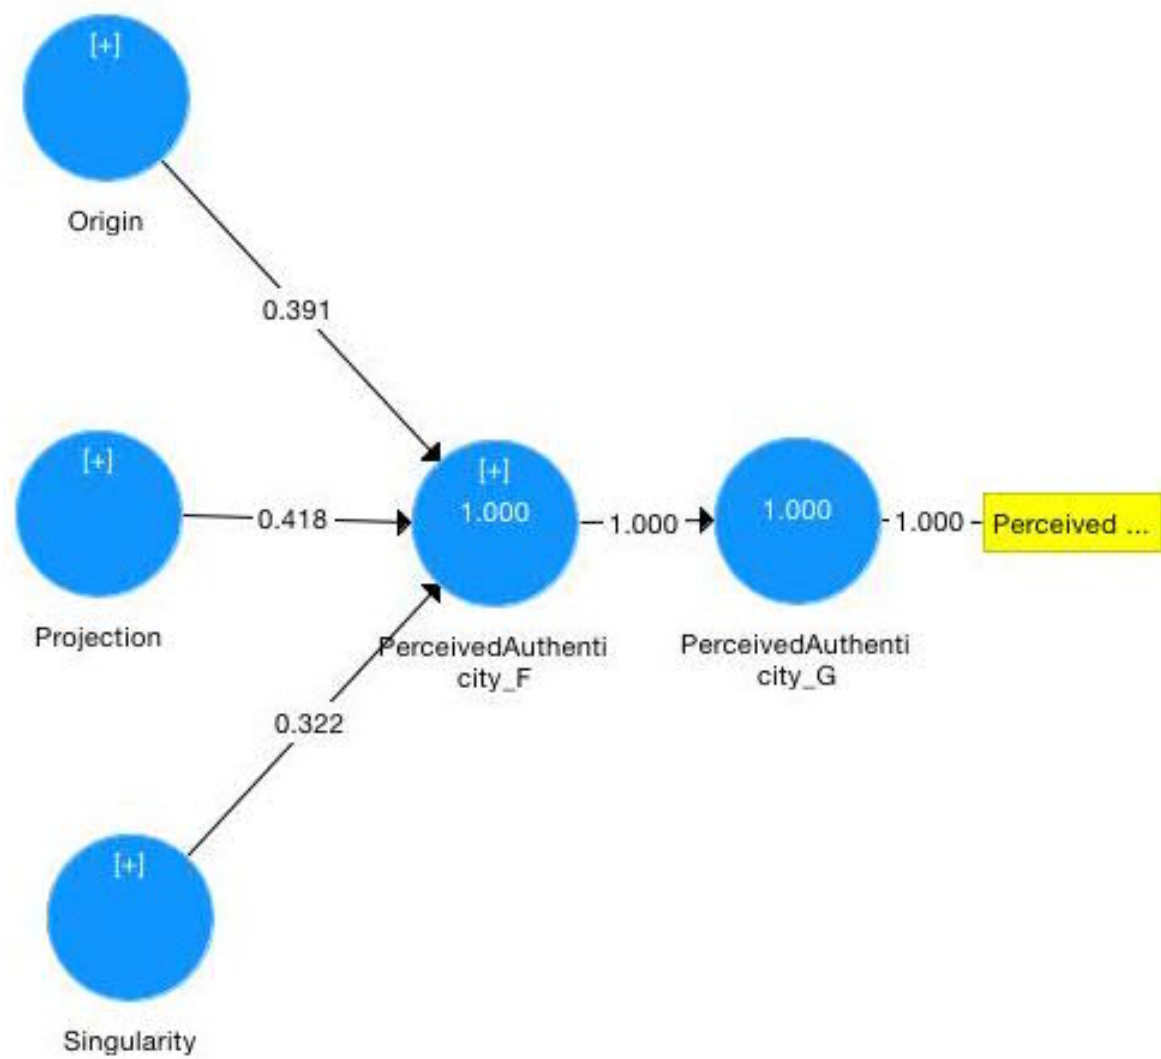 [+]
Origin
0.391
[+]
Projection
0.418
[+]
1.000
PerceivedAuthenti
city_F
1.000
1.000
PerceivedAuthenti
city_G
1.000
Perceived ...
0.322
[+]
Singularity